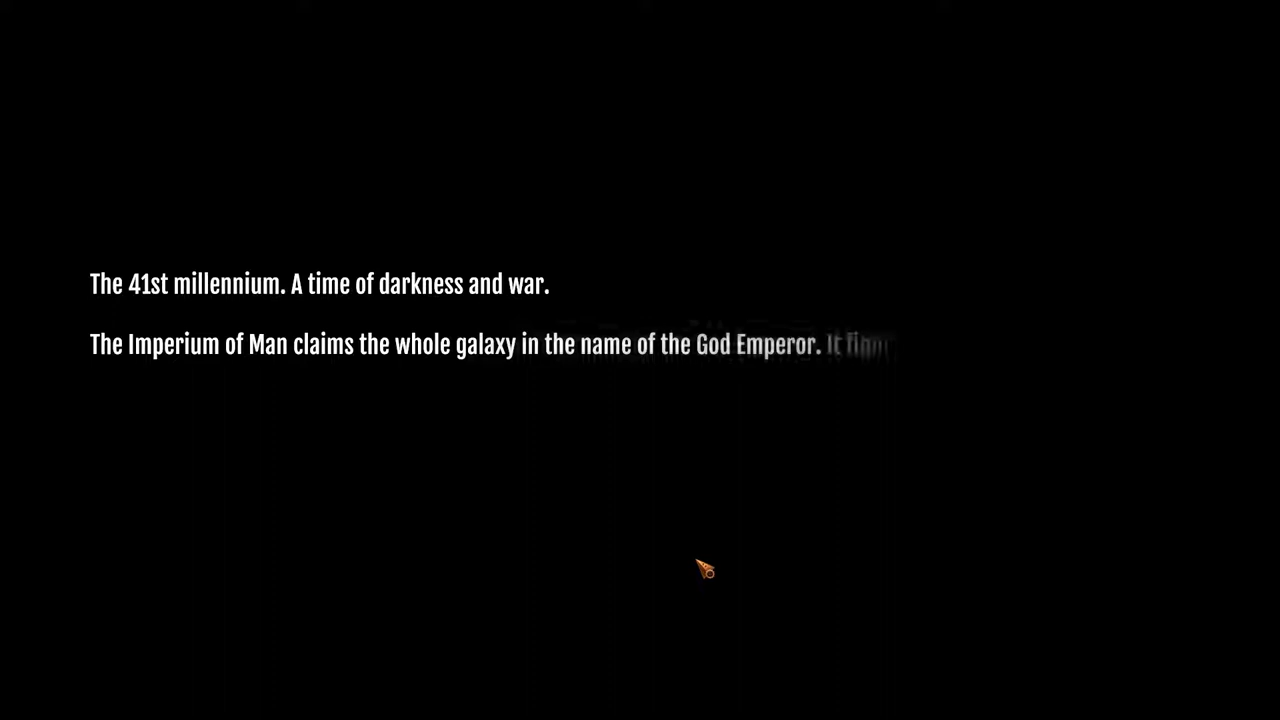 The 41st millennium. A time of darkness and war.
The Imperium of Man claims the whole galaxy in the name of the God Emperor. It